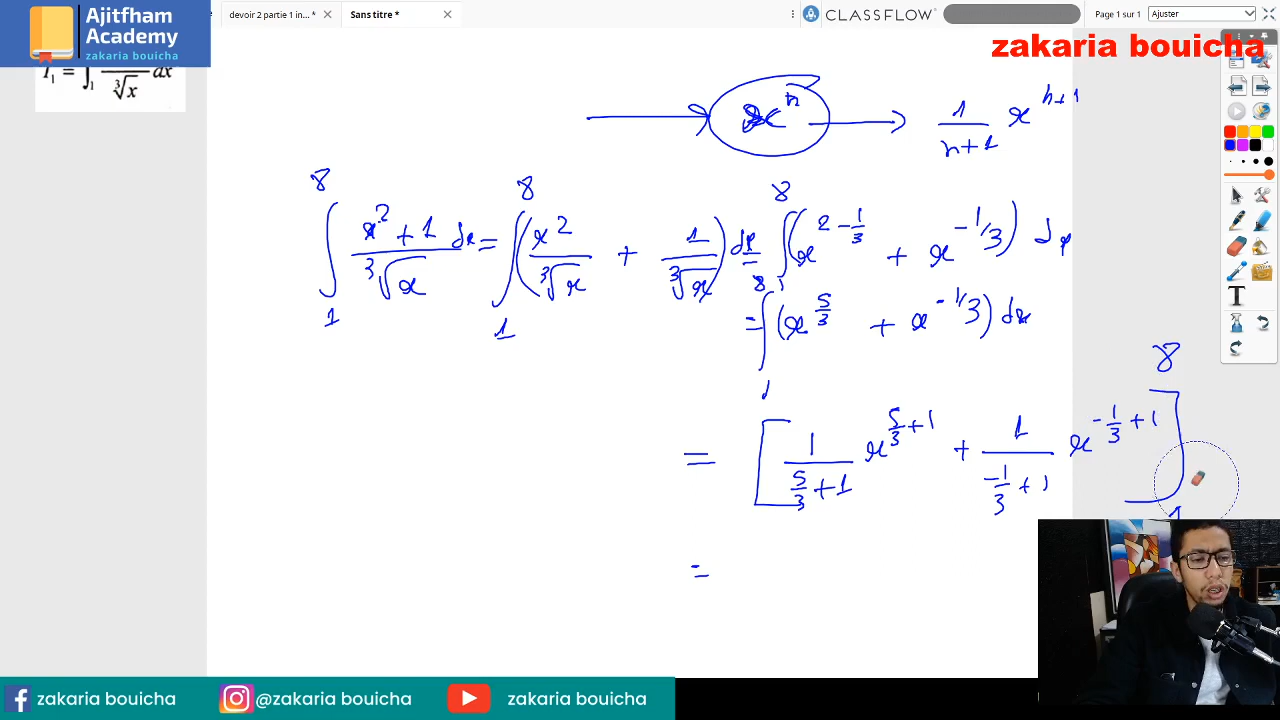 Ajitfham
Academy
zakaria bouicha
devoir 2 partie 1 in... *
Sans titre *
CLASSFLOW
Page 1 sur 1
Ajuster
zakaria bouicha
I₁ = ∫₁ / ∛x dx
x^n → 1/(n+1) x^(n+1)
∫₁⁸ (x²+1)/∛x dx = ∫₁⁸ (x²/∛x + 1/∛x) dx = ∫₁⁸ (x^(2-1/3) + x^(-1/3)) dx
= ∫₁⁸ (x^(5/3) + x^(-1/3)) dx
= [1/(5/3+1) x^(5/3+1) + 1/(-1/3+1) x^(-1/3+1)]₁⁸
=
zakaria bouicha
@zakaria bouicha
zakaria bouicha